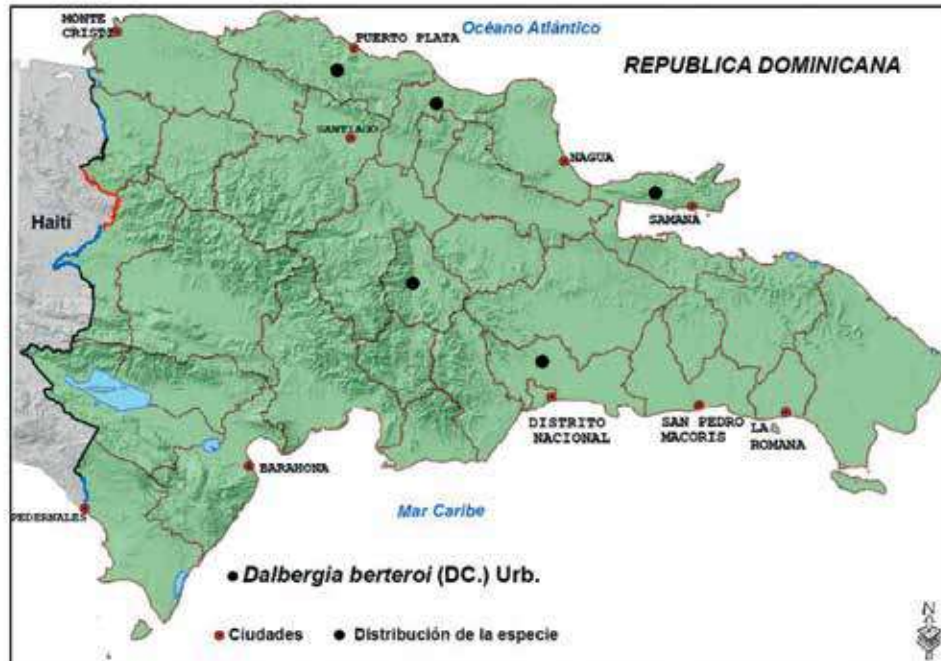 MONTE
CRISTI
Océano Atlántico
PUERTO PLATA
REPUBLICA DOMINICANA
SANTIAGO
NAGUA
Haití
SAMANA
DISTRITO
NACIONAL
SAN PEDRO
MACORIS
LA
ROMANA
BARAHONA
PEDERNALES
Mar Caribe
Dalbergia berteroi (DC.) Urb.
Ciudades
Distribución de la especie
N